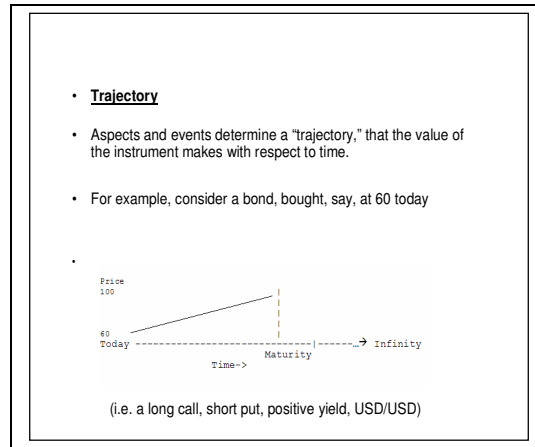 • Trajectory
• Aspects and events determine a “trajectory,” that the value of
the instrument makes with respect to time.
• For example, consider a bond, bought, say, at 60 today
•
Price
100
60
Today -----------------------------|------…→ Infinity
Maturity
Time->
(i.e. a long call, short put, positive yield, USD/USD)